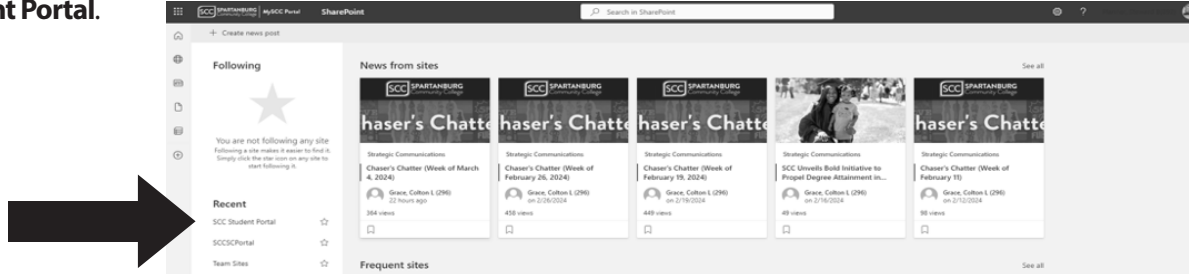 nt Portal.
SCC SPARTANBURG Community College MySCC Portal SharePoint
Search in SharePoint
?
+ Create news post
Following
You are not following any site
Following a site makes it easier to find it.
Simply click the star icon on any site to
start following it.
Recent
SCC Student Portal
SCCSCPortal
Team Sites
News from sites
See all
SCC SPARTANBURG Community College
haser's Chatte
Strategic Communications
Chaser's Chatter (Week of March
4, 2024)
Grace, Colton L (296)
22 hours ago
364 views
SCC SPARTANBURG Community College
haser's Chatte
Strategic Communications
Chaser's Chatter (Week of
February 26, 2024)
Grace, Colton L (296)
on 2/26/2024
458 views
SCC SPARTANBURG Community College
haser's Chatte
Strategic Communications
Chaser's Chatter (Week of
February 19, 2024)
Grace, Colton L (296)
on 2/19/2024
449 views
Strategic Communications
SCC Unveils Bold Initiative to
Propel Degree Attainment in...
Grace, Colton L (296)
on 2/16/2024
49 views
SCC SPARTANBURG Community College
haser's Chatte
Strategic Communications
Chaser's Chatter (Week of
February 11)
Grace, Colton L (296)
on 2/12/2024
98 views
Frequent sites
See all